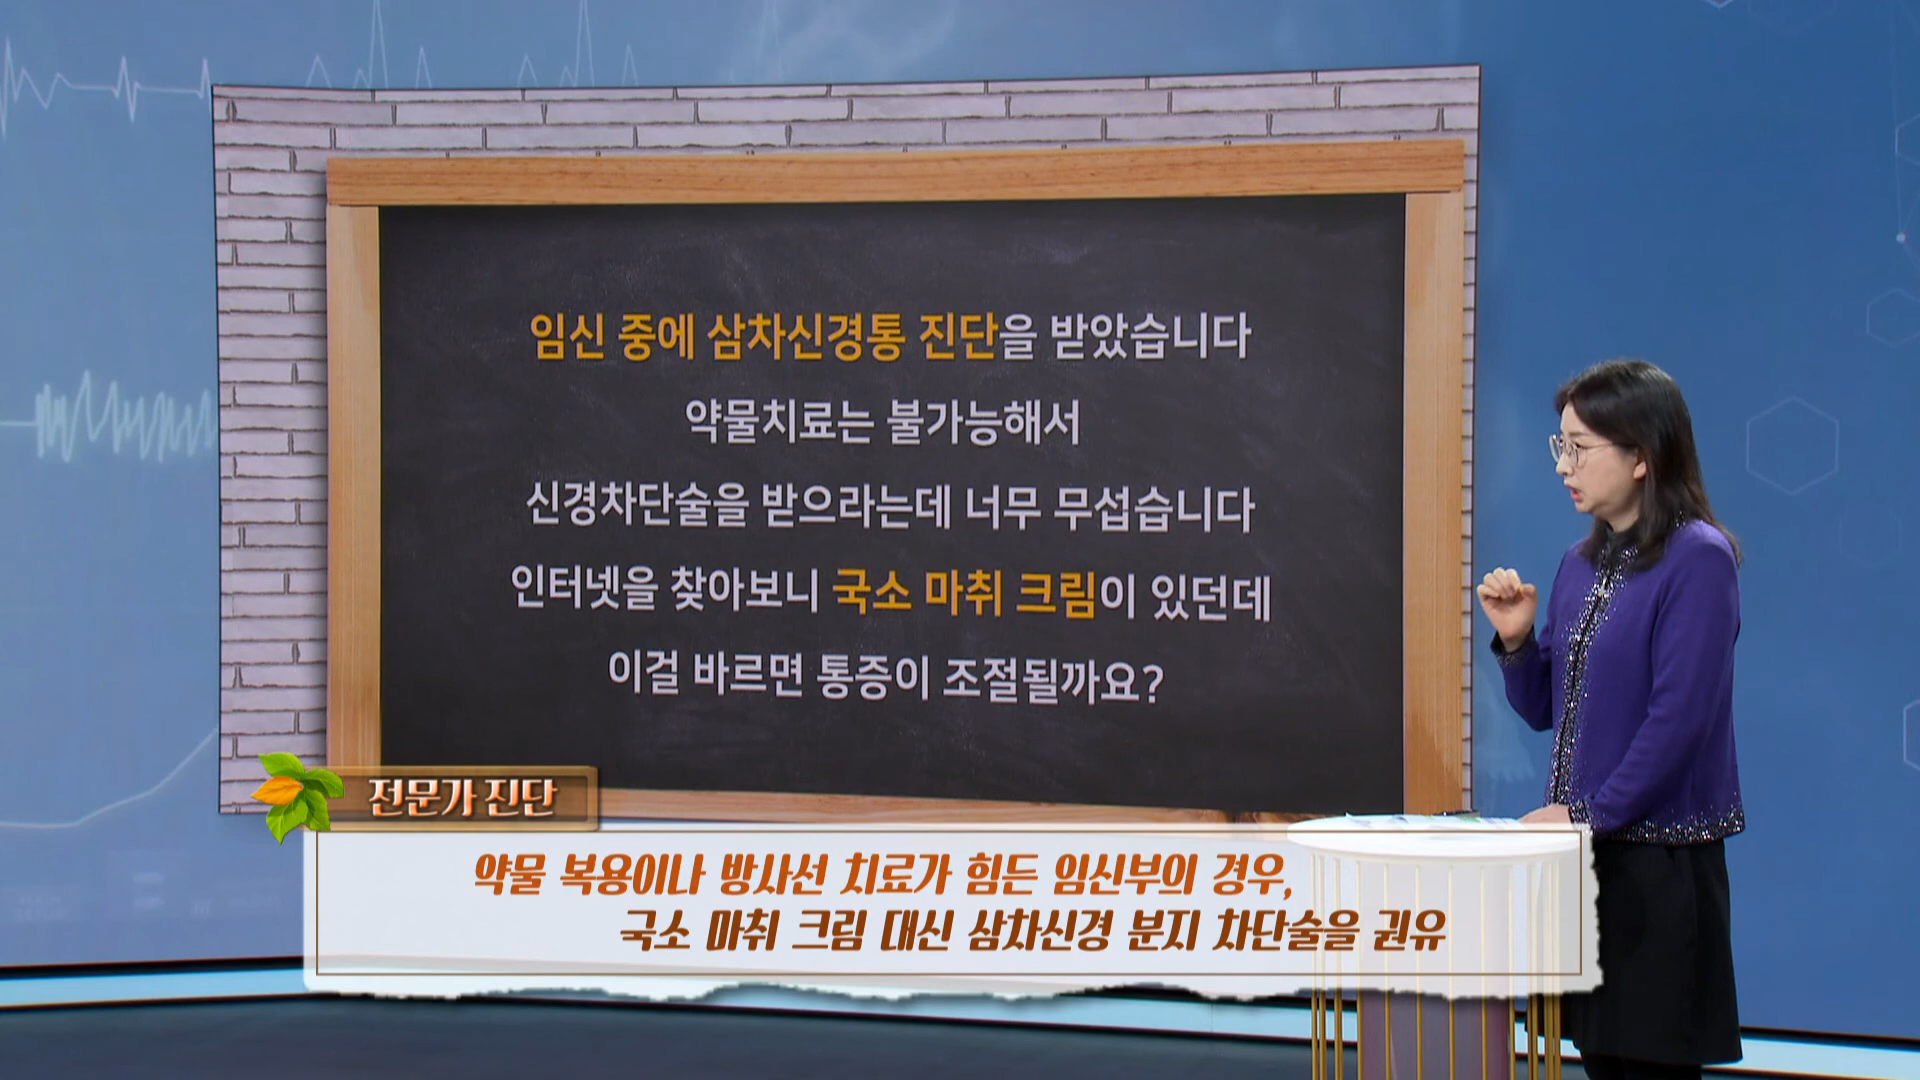 임신 중에 삼차신경통 진단을 받았습니다
약물치료는 불가능해서
신경차단술을 받으라는데 너무 무섭습니다
인터넷을 찾아보니 국소 마취 크림이 있던데
이걸 바르면 통증이 조절될까요?
전문가 진단
약물 복용이나 방사선 치료가 힘든 임신부의 경우,
국소 마취 크림 대신 삼차신경 분지 차단술을 권유